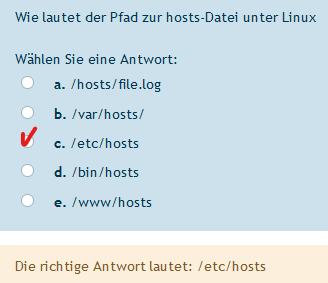 Wie lautet der Pfad zur hosts-Datei unter Linux
Wählen Sie eine Antwort:
a. /hosts/file.log
b. /var/hosts/
c. /etc/hosts
d. /bin/hosts
e. /www/hosts
Die richtige Antwort lautet: /etc/hosts